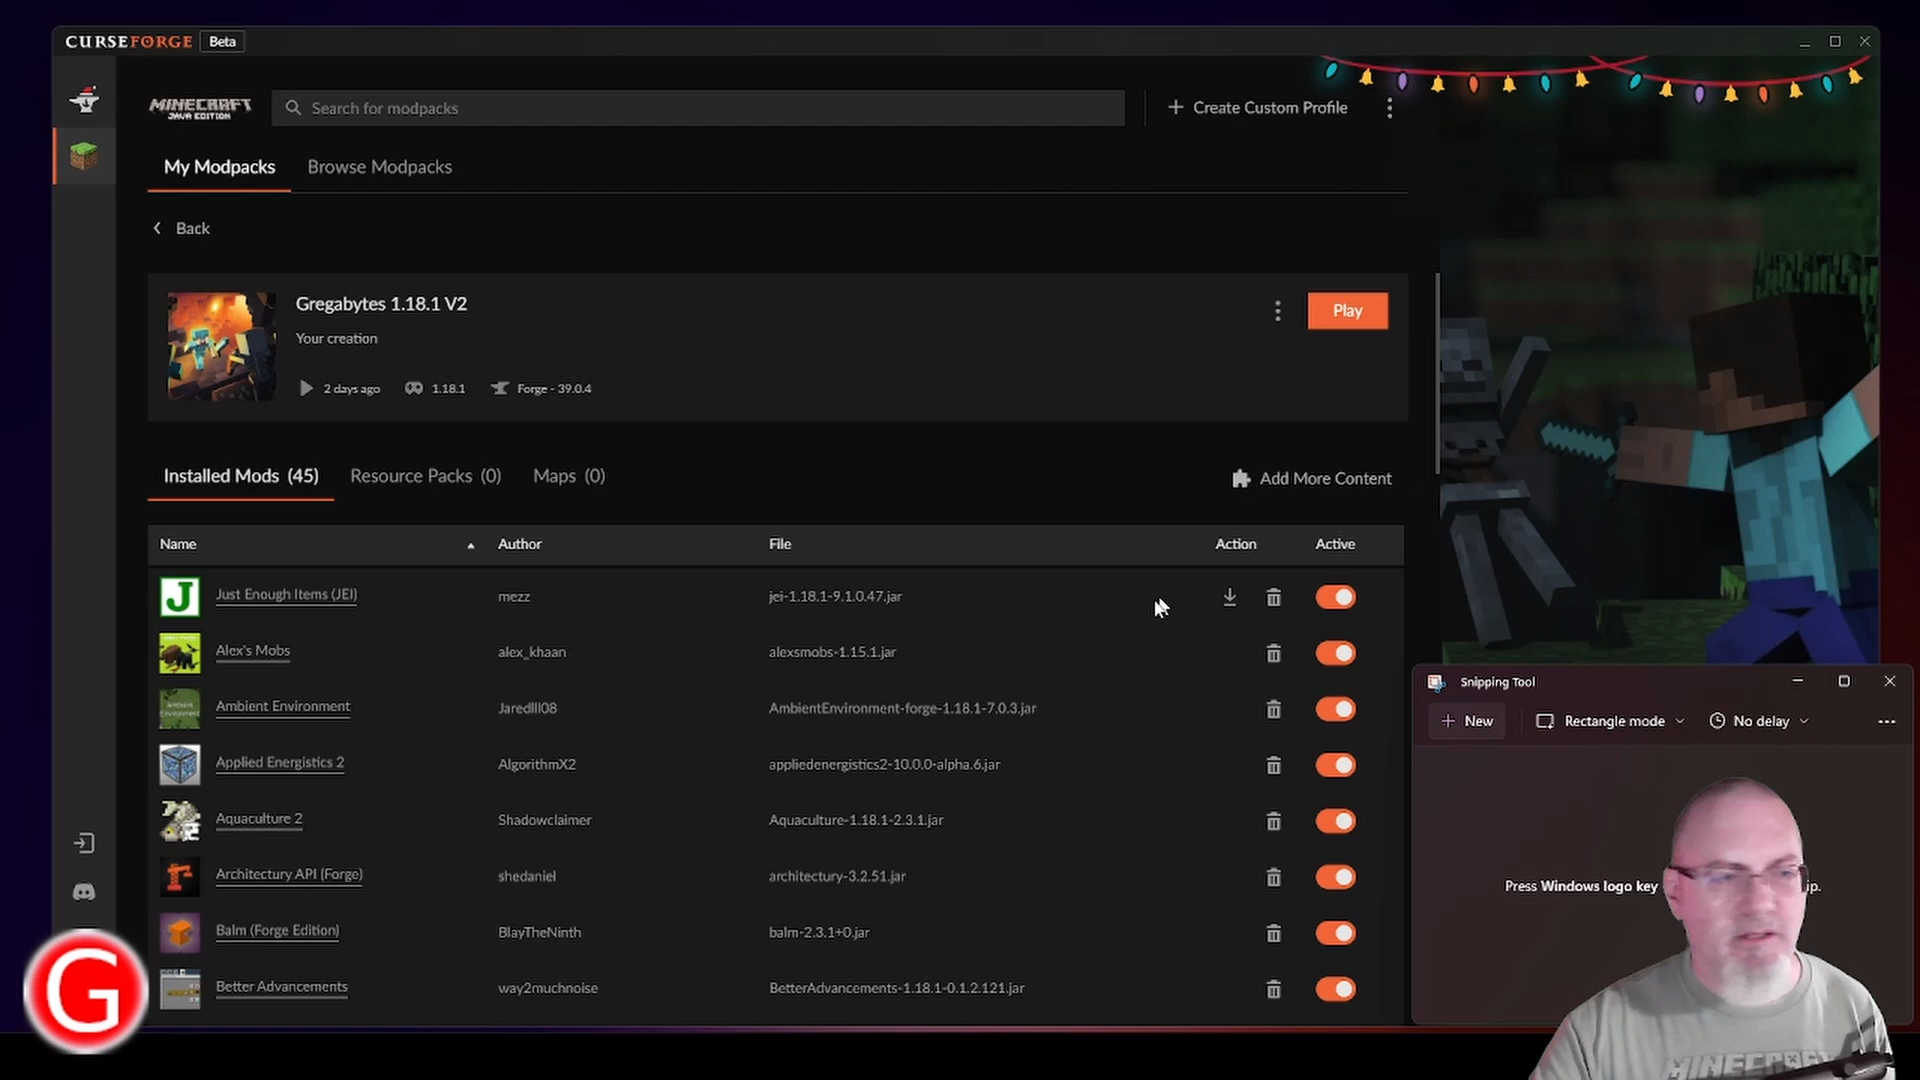 CURSEFORGE Beta
MINECRAFT
JAVA EDITION
Search for modpacks
Create Custom Profile
My Modpacks Browse Modpacks
Back
Gregabytes 1.18.1 V2
Your creation
2 days ago 1.18.1 Forge - 39.0.4
Play
Installed Mods (45) Resource Packs (0) Maps (0)
Add More Content
Name Author File Action Active
Just Enough Items (JEI) mezz jei-1.18.1-9.1.0.47.jar
Alex's Mobs alex_khaan alexsmobs-1.15.1.jar
Ambient Environment Jaredlll08 AmbientEnvironment-forge-1.18.1-7.0.3.jar
Applied Energistics 2 AlgorithmX2 appliedenergistics2-10.0.0-alpha.6.jar
Aquaculture 2 Shadowclaimer Aquaculture-1.18.1-2.3.1.jar
Architectury API (Forge) shedaniel architectury-3.2.51.jar
Balm (Forge Edition) BlayTheNinth balm-2.3.1+0.jar
Better Advancements way2muchnoise BetterAdvancements-1.18.1-0.1.2.121.jar
Snipping Tool
New Rectangle mode No delay
Press Windows logo key
ip.
G
MINECRAFT